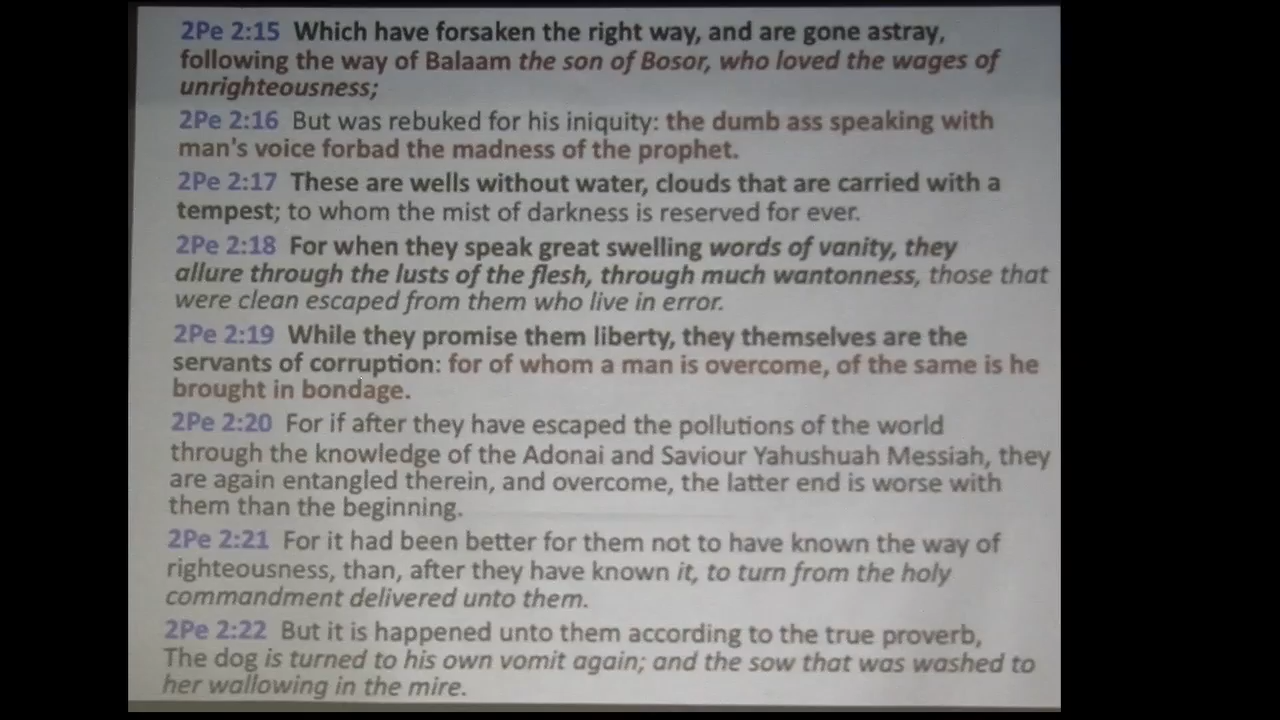 2Pe 2:15 Which have forsaken the right way, and are gone astray,
following the way of Balaam the son of Bosor, who loved the wages of
unrighteousness;
2Pe 2:16 But was rebuked for his iniquity: the dumb ass speaking with
man's voice forbad the madness of the prophet.
2Pe 2:17 These are wells without water, clouds that are carried with a
tempest; to whom the mist of darkness is reserved for ever.
2Pe 2:18 For when they speak great swelling words of vanity, they
allure through the lusts of the flesh, through much wantonness, those that
were clean escaped from them who live in error.
2Pe 2:19 While they promise them liberty, they themselves are the
servants of corruption: for of whom a man is overcome, of the same is he
brought in bondage.
2Pe 2:20 For if after they have escaped the pollutions of the world
through the knowledge of the Adonai and Saviour Yahushuah Messiah, they
are again entangled therein, and overcome, the latter end is worse with
them than the beginning.
2Pe 2:21 For it had been better for them not to have known the way of
righteousness, than, after they have known it, to turn from the holy
commandment delivered unto them.
2Pe 2:22 But it is happened unto them according to the true proverb,
The dog is turned to his own vomit again; and the sow that was washed to
her wallowing in the mire.